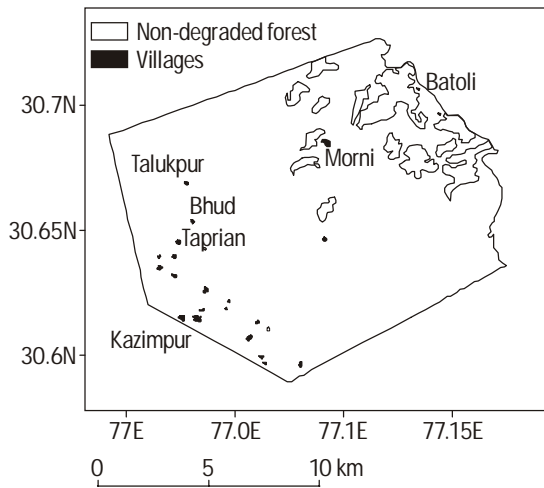 Non-degraded forest
Villages
Batoli
30.7N
Morni
Talukpur
Bhud
30.65N
Taprian
Kazimpur
30.6N
77E 77.0E 77.1E 77.15E
0 5 10 km